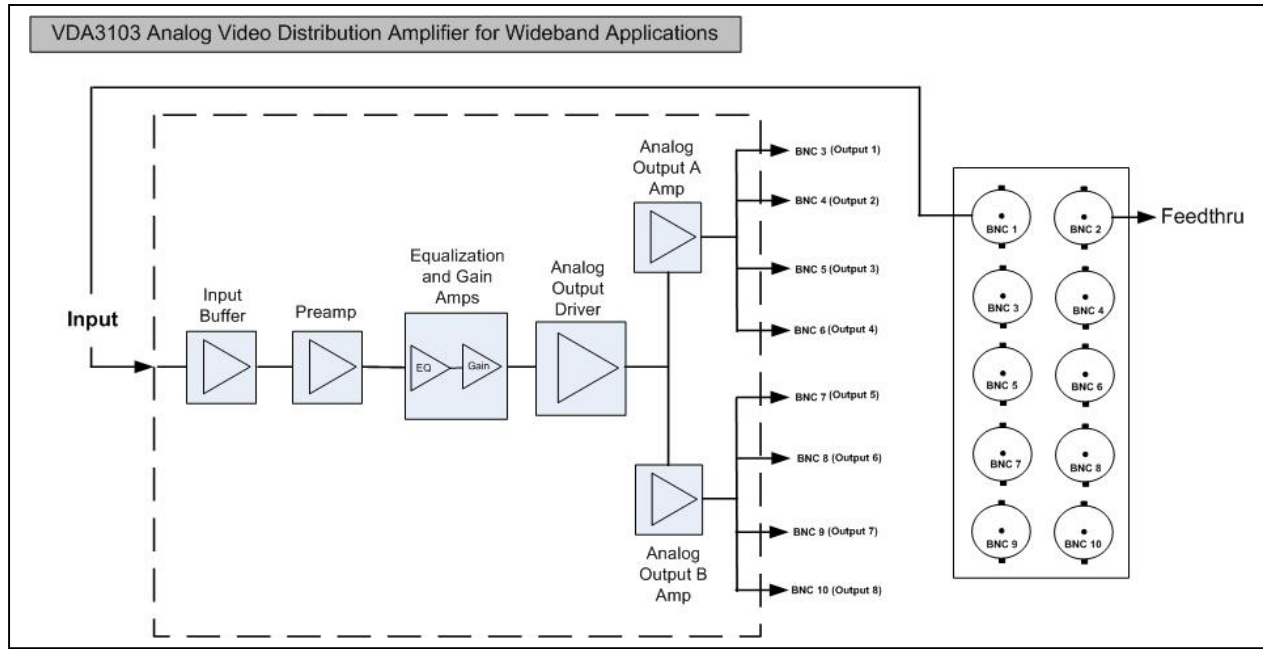 VDA3103 Analog Video Distribution Amplifier for Wideband Applications
Input
Input
Buffer
Preamp
Equalization
and Gain
Amps
EQ
Gain
Analog
Output
Driver
Analog
Output A
Amp
Analog
Output B
Amp
BNC 3 (Output 1)
BNC 4 (Output 2)
BNC 5 (Output 3)
BNC 6 (Output 4)
BNC 7 (Output 5)
BNC 8 (Output 6)
BNC 9 (Output 7)
BNC 10 (Output 8)
BNC 1
BNC 2
Feedthru
BNC 3
BNC 4
BNC 5
BNC 6
BNC 7
BNC 8
BNC 9
BNC 10